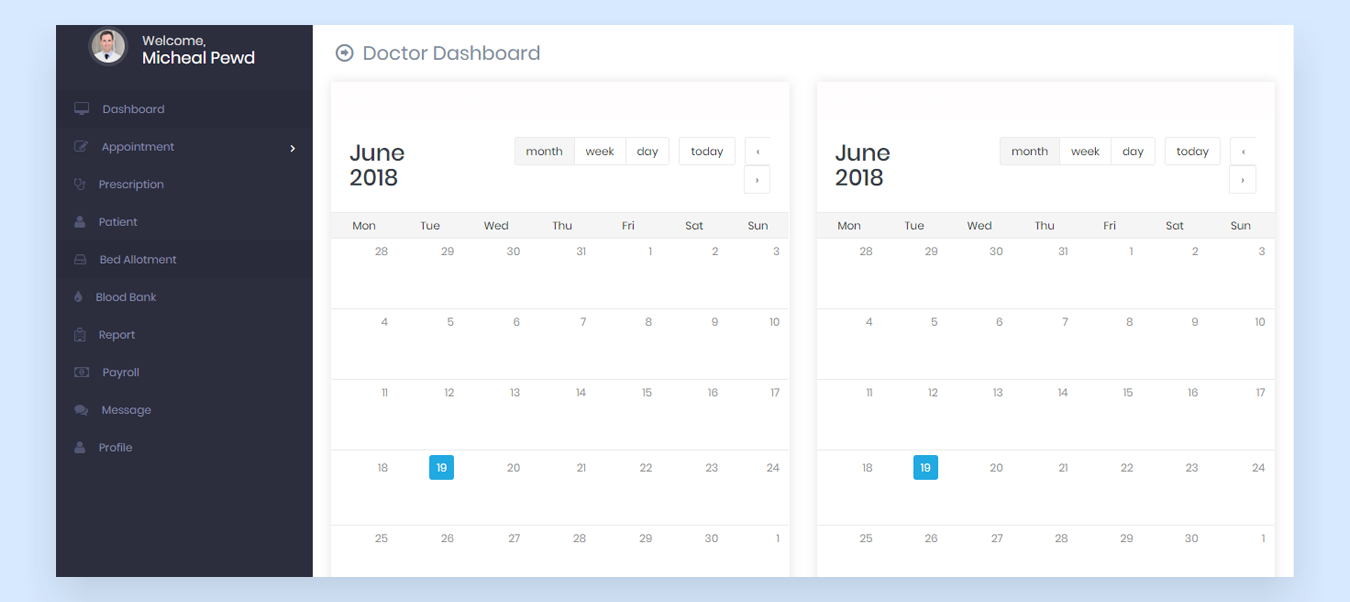 Welcome,
Micheal Pewd
Dashboard
Appointment
Prescription
Patient
Bed Allotment
Blood Bank
Report
Payroll
Message
Profile
Doctor Dashboard
June
2018
month week day today ‹
›
Mon Tue Wed Thu Fri Sat Sun
28 29 30 31 1 2 3
4 5 6 7 8 9 10
11 12 13 14 15 16 17
18 19 20 21 22 23 24
25 26 27 28 29 30 1
June
2018
month week day today ‹
›
Mon Tue Wed Thu Fri Sat Sun
28 29 30 31 1 2 3
4 5 6 7 8 9 10
11 12 13 14 15 16 17
18 19 20 21 22 23 24
25 26 27 28 29 30 1